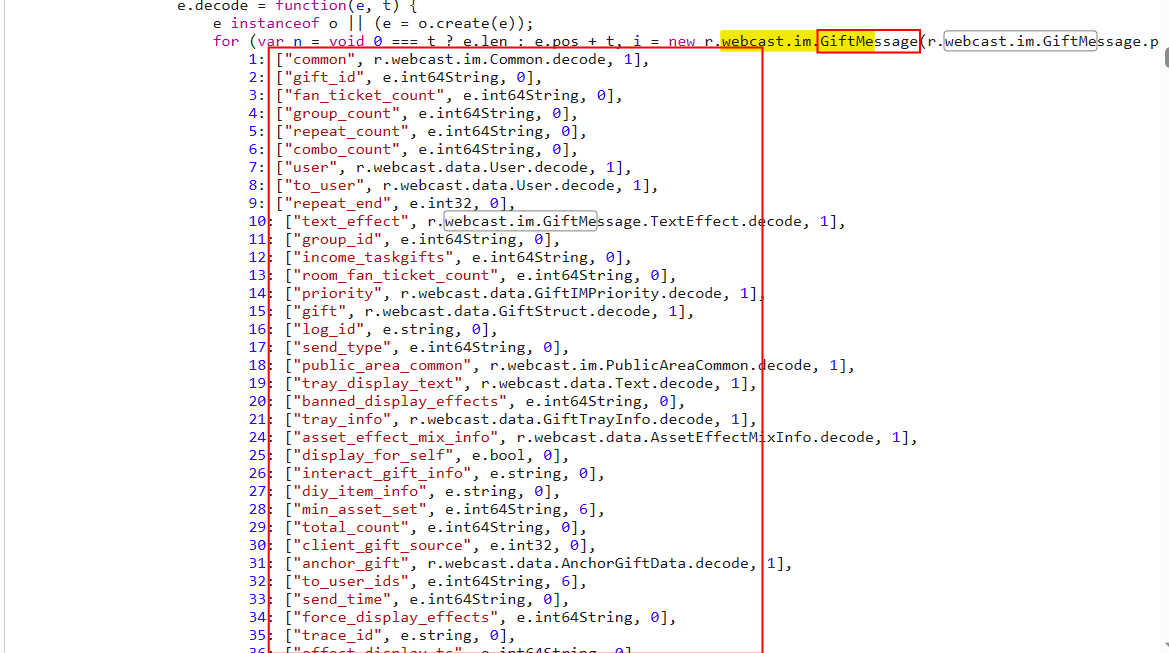 e.decode = function(e, t) {
e instanceof o || (e = o.create(e));
for (var n = void 0 === t ? e.len : e.pos + t, i = new r.webcast.im.GiftMessage(r.webcast.im.GiftMessage.p
1: ["common", r.webcast.im.Common.decode, 1],
2: ["gift_id", e.int64String, 0],
3: ["fan_ticket_count", e.int64String, 0],
4: ["group_count", e.int64String, 0],
5: ["repeat_count", e.int64String, 0],
6: ["combo_count", e.int64String, 0],
7: ["user", r.webcast.data.User.decode, 1],
8: ["to_user", r.webcast.data.User.decode, 1],
9: ["repeat_end", e.int32, 0],
10: ["text_effect", r.webcast.im.GiftMessage.TextEffect.decode, 1],
11: ["group_id", e.int64String, 0],
12: ["income_taskgifts", e.int64String, 0],
13: ["room_fan_ticket_count", e.int64String, 0],
14: ["priority", r.webcast.data.GiftIMPriority.decode, 1],
15: ["gift", r.webcast.data.GiftStruct.decode, 1],
16: ["log_id", e.string, 0],
17: ["send_type", e.int64String, 0],
18: ["public_area_common", r.webcast.im.PublicAreaCommon.decode, 1],
19: ["tray_display_text", r.webcast.data.Text.decode, 1],
20: ["banned_display_effects", e.int64String, 0],
21: ["tray_info", r.webcast.data.GiftTrayInfo.decode, 1],
24: ["asset_effect_mix_info", r.webcast.data.AssetEffectMixInfo.decode, 1],
25: ["display_for_self", e.bool, 0],
26: ["interact_gift_info", e.string, 0],
27: ["diy_item_info", e.string, 0],
28: ["min_asset_set", e.int64String, 6],
29: ["total_count", e.int64String, 0],
30: ["client_gift_source", e.int32, 0],
31: ["anchor_gift", r.webcast.data.AnchorGiftData.decode, 1],
32: ["to_user_ids", e.int64String, 6],
33: ["send_time", e.int64String, 0],
34: ["force_display_effects", e.int64String, 0],
35: ["trace_id", e.string, 0],
36: ["effect_display_ts", e.int64String, 0],